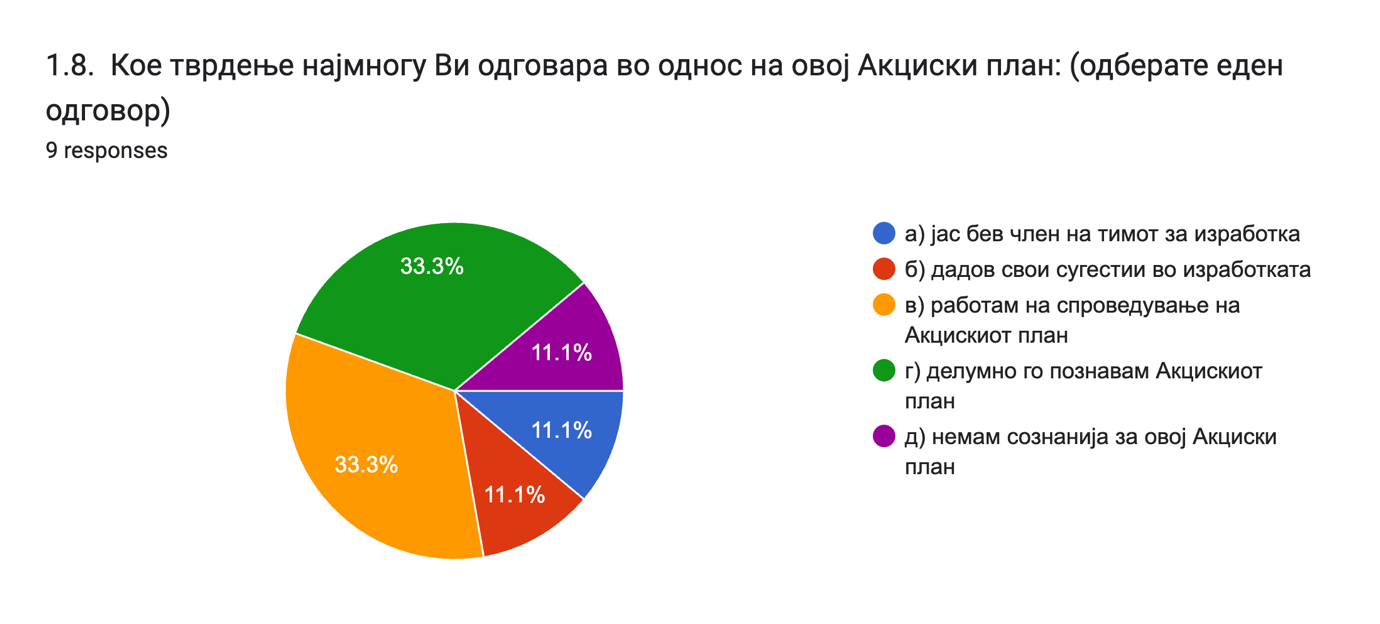 1.8.  Кое тврдење најмногу Ви одговара во однос на овој Акциски план: (одберате еден
одговор)
9 responses
33.3%
11.1%
11.1%
11.1%
33.3%
а) јас бев член на тимот за изработка
б) дадов свои сугестии во изработката
в) работам на спроведување на
Акцискиот план
г) делумно го познавам Акцискиот
план
д) немам сознанија за овој Акциски
план